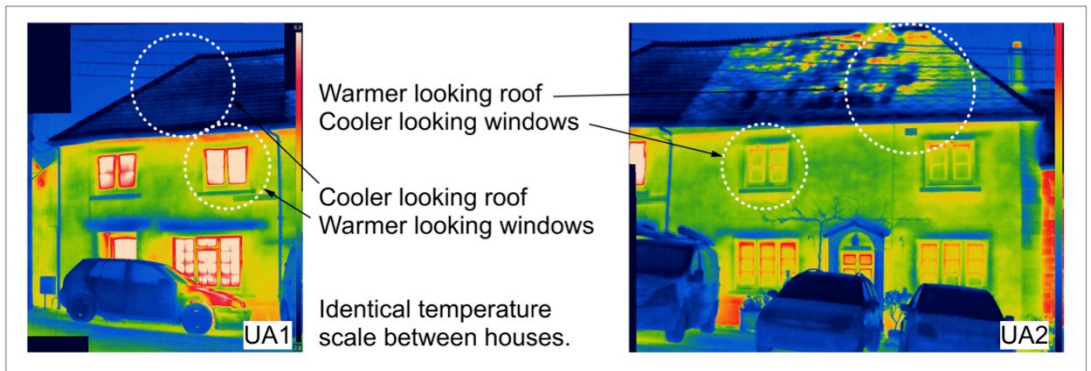 Warmer looking roof
Cooler looking windows
Cooler looking roof
Warmer looking windows
Identical temperature
scale between houses.
UA1
UA2